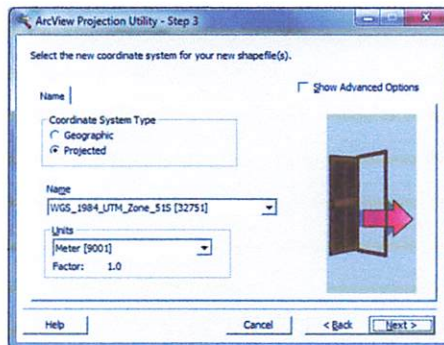 ArcView Projection Utility - Step 3
Select the new coordinate system for your new shapefile(s).
Show Advanced Options
Name
Coordinate System Type
Geographic
Projected
Name
WGS_1984_UTM_Zone_51S [32751]
Units
Meter [9001]
Factor: 1.0
Help
Cancel
< Back
Next >